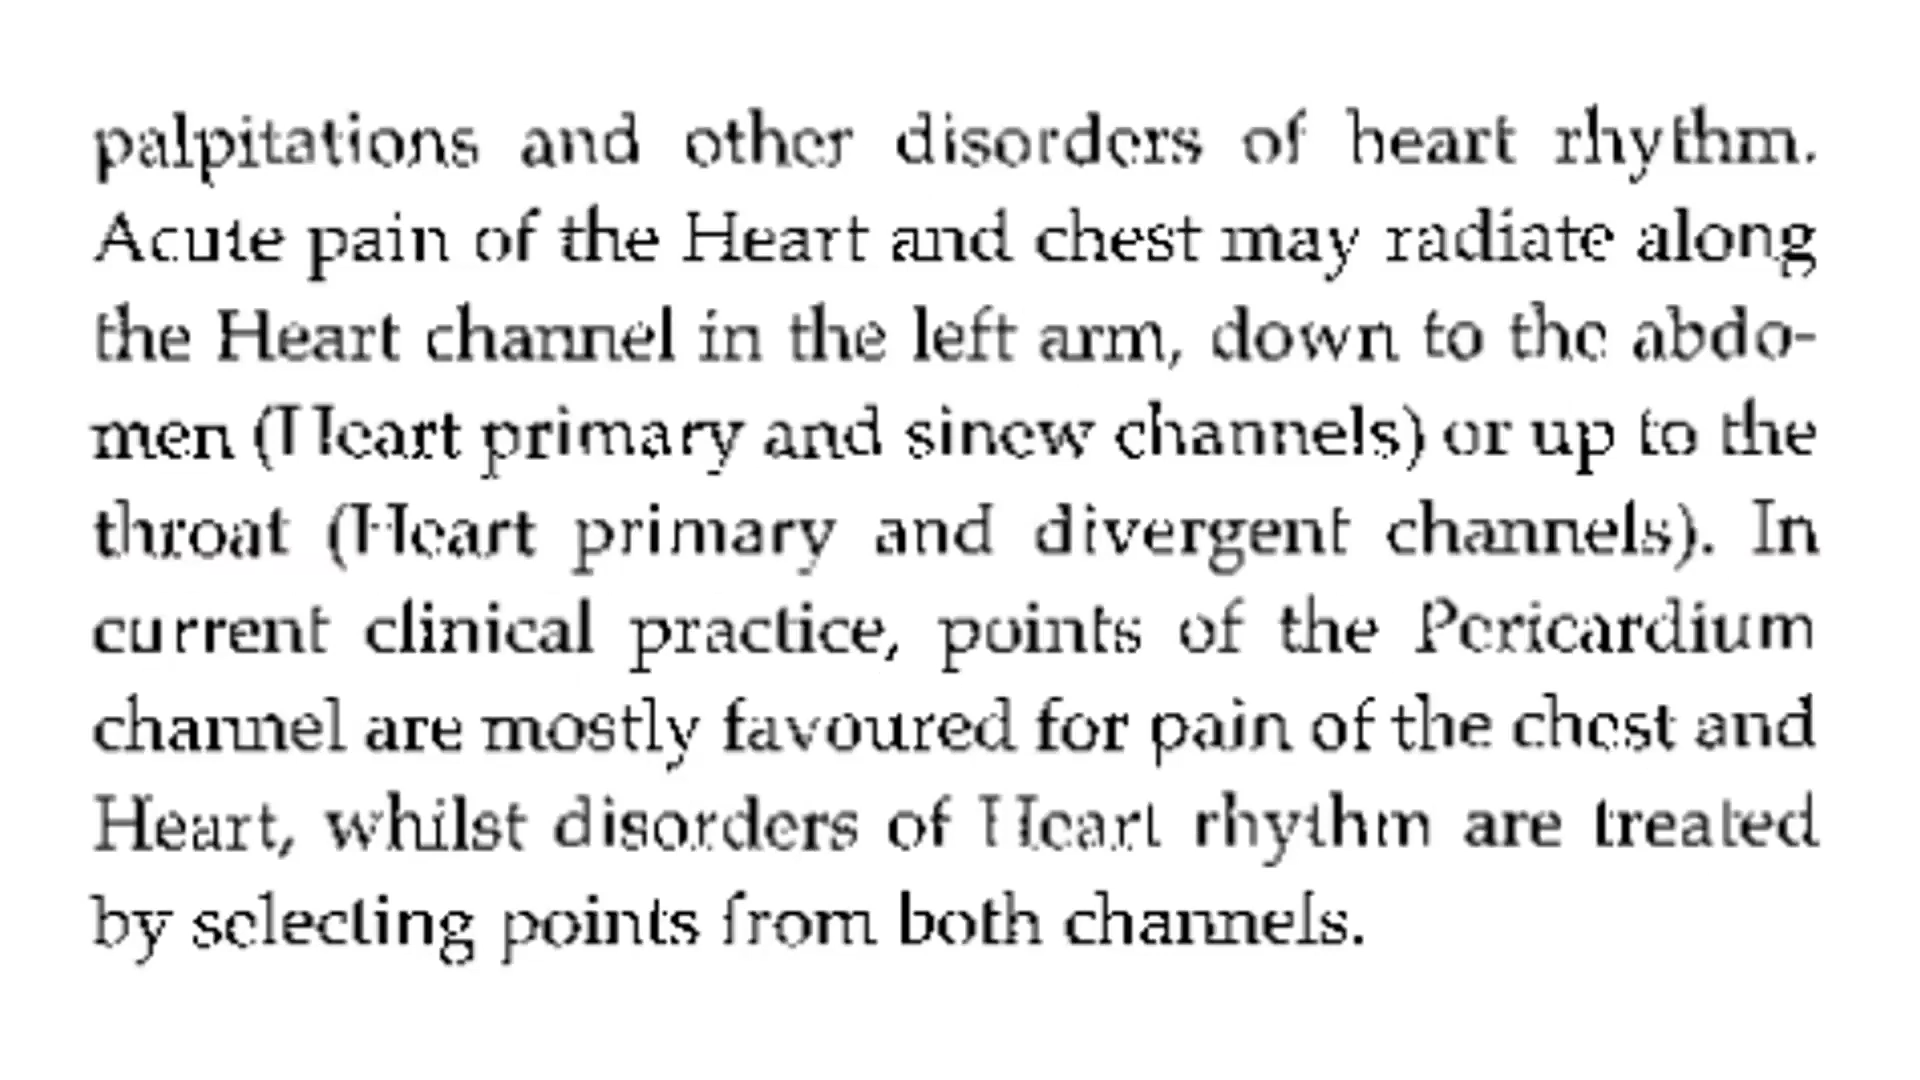 palpitations and other disorders of heart rhythm.
Acute pain of the Heart and chest may radiate along
the Heart channel in the left arm, down to the abdo-
men (Heart primary and sinew channels) or up to the
throat (Heart primary and divergent channels). In
current clinical practice, points of the Pericardium
channel are mostly favoured for pain of the chest and
Heart, whilst disorders of Heart rhythm are treated
by selecting points from both channels.